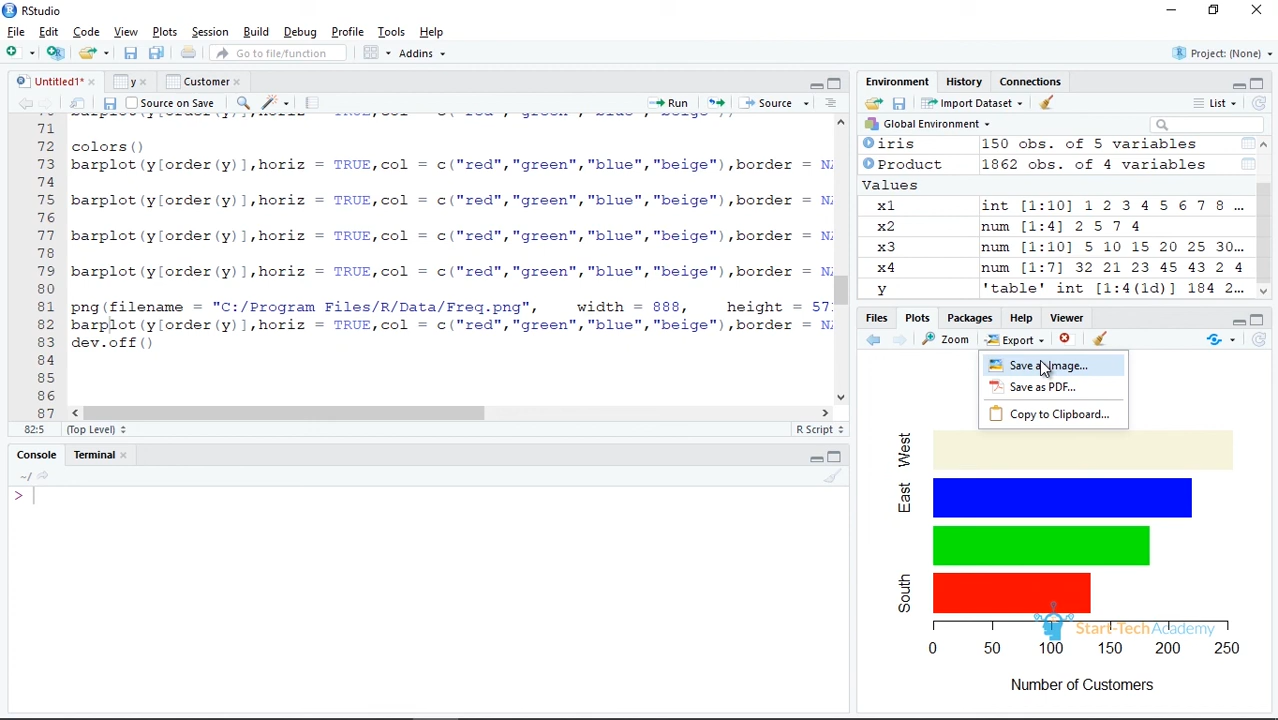 RStudio
File Edit Code View Plots Session Build Debug Profile Tools Help
Go to file/function Addins Project: (None)
Untitled1* y Customer
Source on Save Run Source
71
72 colors()
73 barplot(y[order(y)],horiz = TRUE,col = c("red","green","blue","beige"),border = NA
74
75 barplot(y[order(y)],horiz = TRUE,col = c("red","green","blue","beige"),border = NA
76
77 barplot(y[order(y)],horiz = TRUE,col = c("red","green","blue","beige"),border = NA
78
79 barplot(y[order(y)],horiz = TRUE,col = c("red","green","blue","beige"),border = NA
80
81 png(filename = "C:/Program Files/R/Data/Freq.png", width = 888, height = 571
82 barplot(y[order(y)],horiz = TRUE,col = c("red","green","blue","beige"),border = NA
83 dev.off()
84
85
86
87
82:5 (Top Level) R Script
Console Terminal
~/
>
Environment History Connections
Import Dataset List
Global Environment
iris 150 obs. of 5 variables
Product 1862 obs. of 4 variables
Values
x1 int [1:10] 1 2 3 4 5 6 7 8 ...
x2 num [1:4] 2 5 7 4
x3 num [1:10] 5 10 15 20 25 30...
x4 num [1:7] 32 21 23 45 43 2 4
y 'table' int [1:4(1d)] 184 2...
Files Plots Packages Help Viewer
Zoom Export
Save as Image...
Save as PDF...
Copy to Clipboard...
West
East
South
Start-TechAcademy
0 50 100 150 200 250
Number of Customers